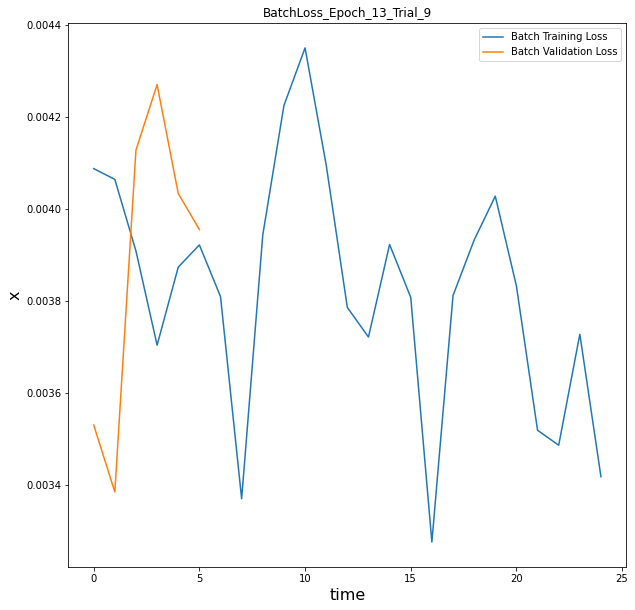 BatchLoss_Epoch_13_Trial_9
Batch Training Loss
Batch Validation Loss
x
0.0044
0.0042
0.0040
0.0038
0.0036
0.0034
0
5
10
15
20
25
time